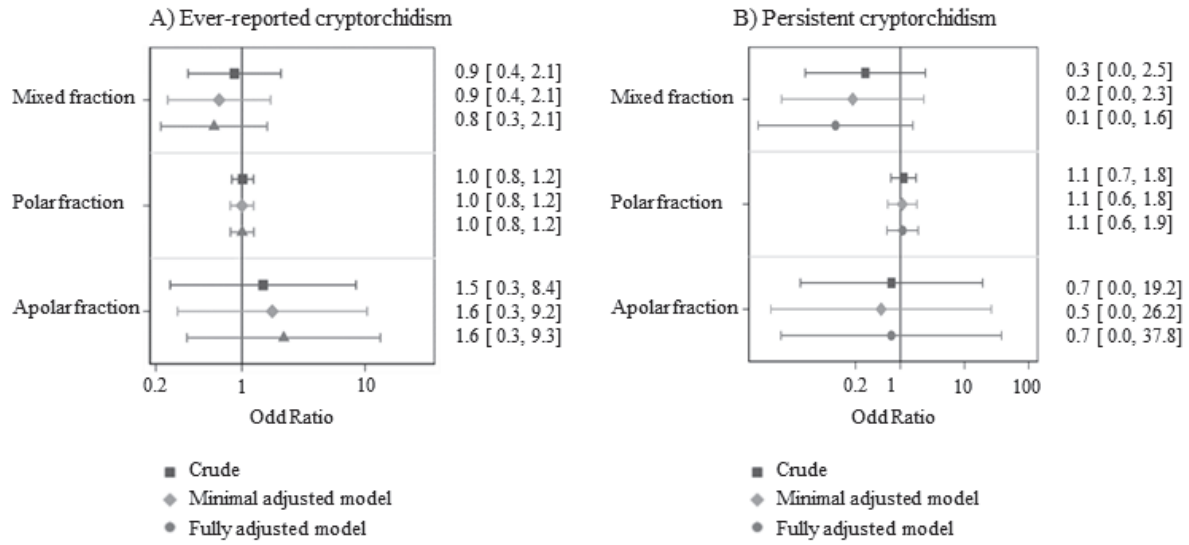 A) Ever-reported cryptorchidism
Mixed fraction
0.9 [ 0.4, 2.1]
0.9 [ 0.4, 2.1]
0.8 [ 0.3, 2.1]
Polar fraction
1.0 [ 0.8, 1.2]
1.0 [ 0.8, 1.2]
1.0 [ 0.8, 1.2]
Apolar fraction
1.5 [ 0.3, 8.4]
1.6 [ 0.3, 9.2]
1.6 [ 0.3, 9.3]
0.2 1 10
Odd Ratio
Crude
Minimal adjusted model
Fully adjusted model
B) Persistent cryptorchidism
Mixed fraction
0.3 [ 0.0, 2.5]
0.2 [ 0.0, 2.3]
0.1 [ 0.0, 1.6]
Polar fraction
1.1 [ 0.7, 1.8]
1.1 [ 0.6, 1.8]
1.1 [ 0.6, 1.9]
Apolar fraction
0.7 [ 0.0, 19.2]
0.5 [ 0.0, 26.2]
0.7 [ 0.0, 37.8]
0.2 1 10 100
Odd Ratio
Crude
Minimal adjusted model
Fully adjusted model